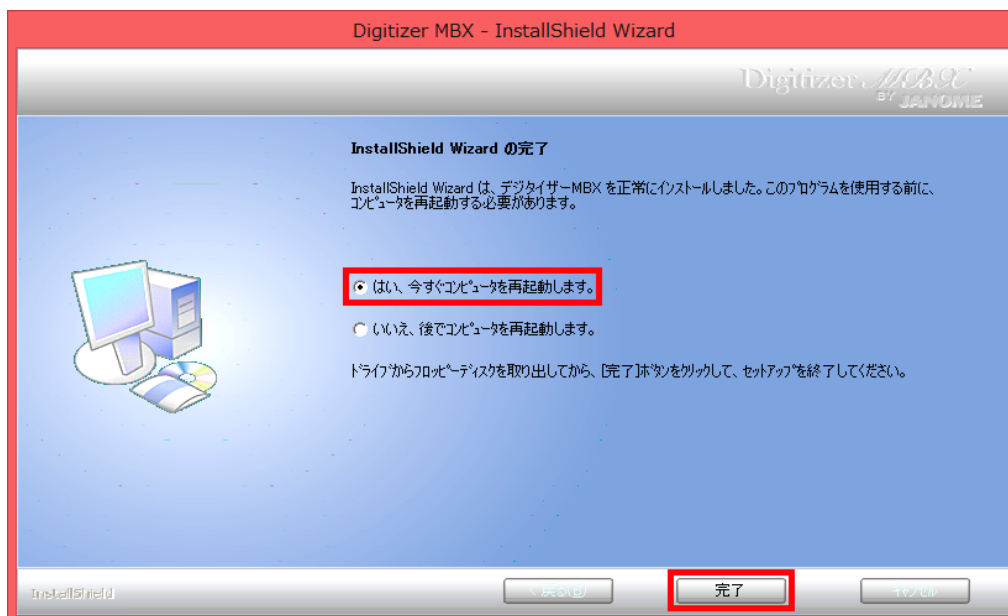 Digitizer MBX - InstallShield Wizard
Digitizer MBX
BY JANOME
InstallShield Wizard の完了
InstallShield Wizard は、デジタイザーMBX を正常にインストールしました。このプログラムを使用する前に、
コンピュータを再起動する必要があります。
はい、今すぐコンピュータを再起動します。
いいえ、後でコンピュータを再起動します。
ドライブからフロッピーディスクを取り出してから、[完了]ボタンをクリックして、セットアップを終了してください。
InstallShield
< 戻る(B)
完了
キャンセル